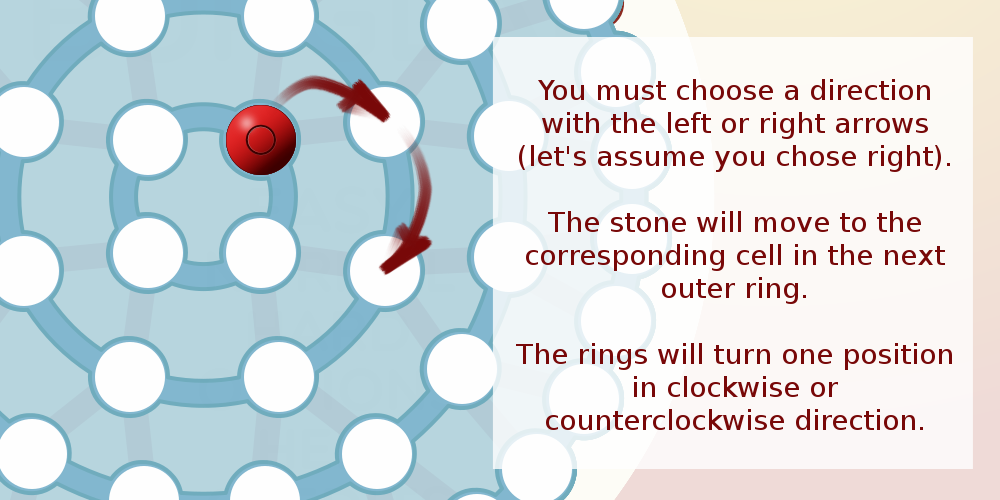 You must choose a direction
with the left or right arrows
(let's assume you chose right).
The stone will move to the
corresponding cell in the next
outer ring.
The rings will turn one position
in clockwise or
counterclockwise direction.